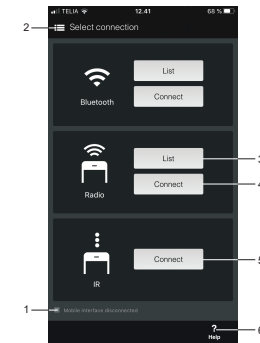 TELIA 12.41 68 %
2 Select connection
List
Bluetooth
Connect
List 3
Connect 4
Radio
Connect 5
IR
1 Mobile interface disconnected
? 6
Help